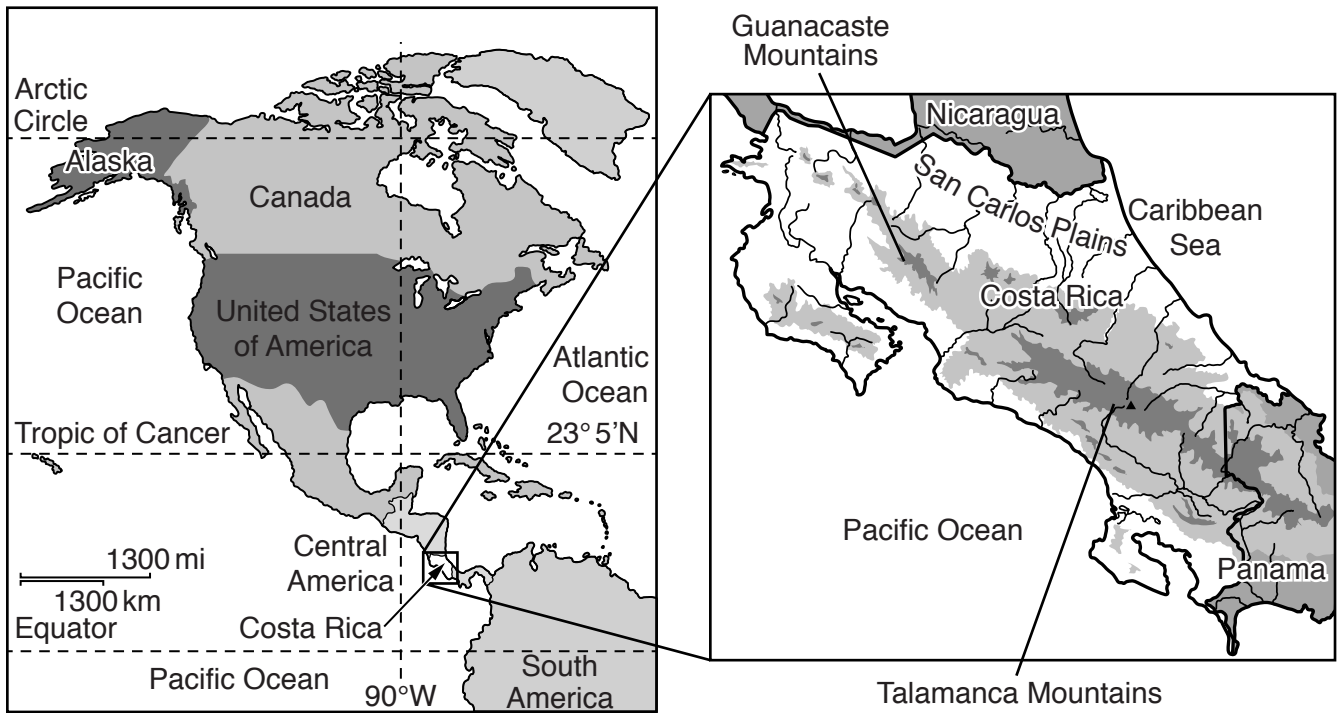 Arctic
Circle
Alaska
Canada
Pacific
Ocean
United States
of America
Atlantic
Ocean
Tropic of Cancer
23°5'N
1300 mi
1300 km
Central
America
Equator
Costa Rica
Pacific Ocean
90°W
South
America
Guanacaste
Mountains
Nicaragua
San Carlos Plains
Caribbean
Sea
Costa Rica
Pacific Ocean
Panama
Talamanca Mountains